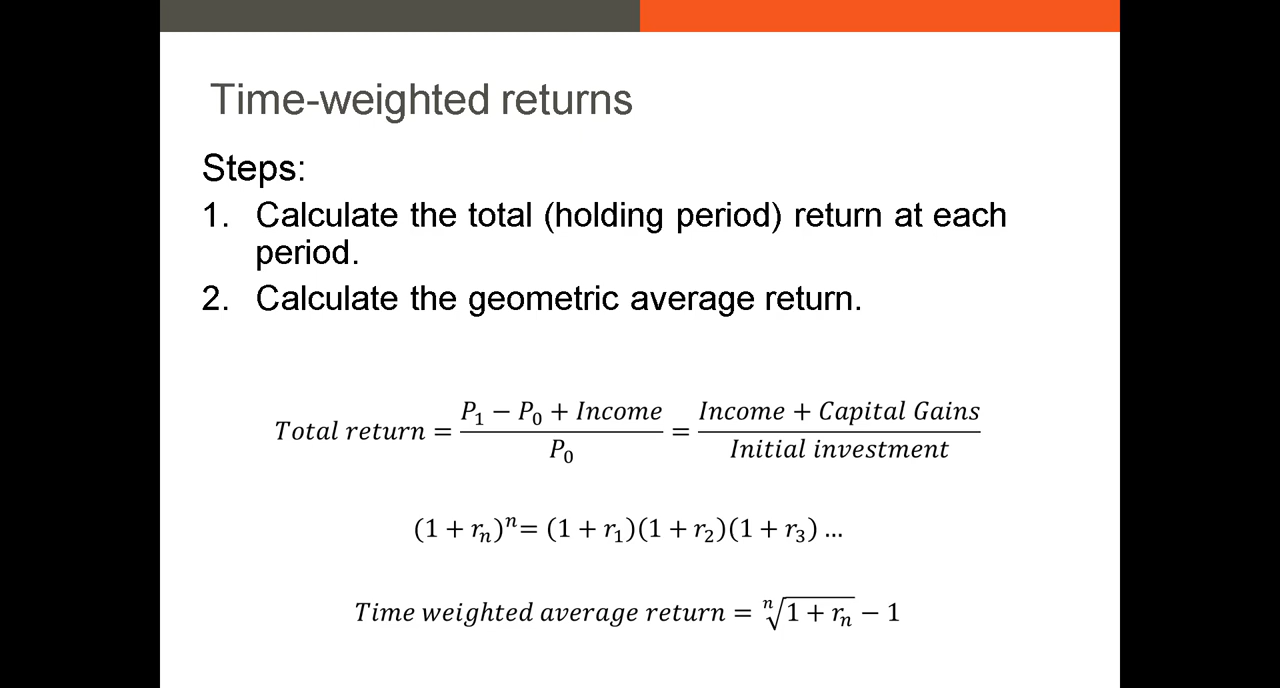 Time-weighted returns
Steps:
1. Calculate the total (holding period) return at each
period.
2. Calculate the geometric average return.
Total return = (P₁ − P₀ + Income) / P₀ = (Income + Capital Gains) / (Initial investment)
(1 + rₙ)ⁿ= (1 + r₁)(1 + r₂)(1 + r₃) …
Time weighted average return = ⁿ√(1 + rₙ) − 1